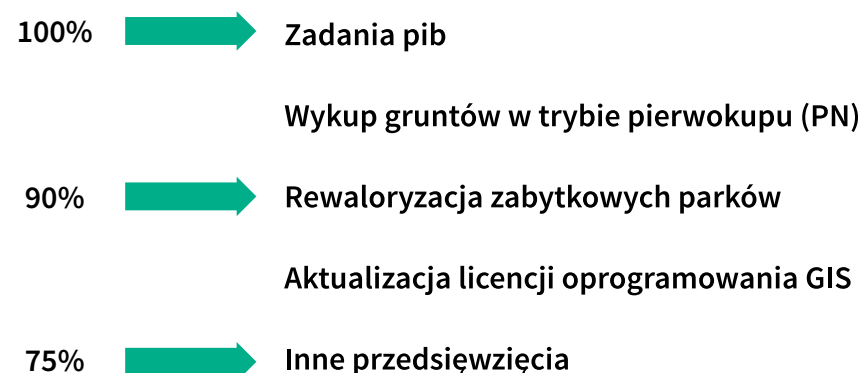 100% Zadania pib
Wykup gruntów w trybie pierwokupu (PN)
90% Rewaloryzacja zabytkowych parków
Aktualizacja licencji oprogramowania GIS
75% Inne przedsięwzięcia